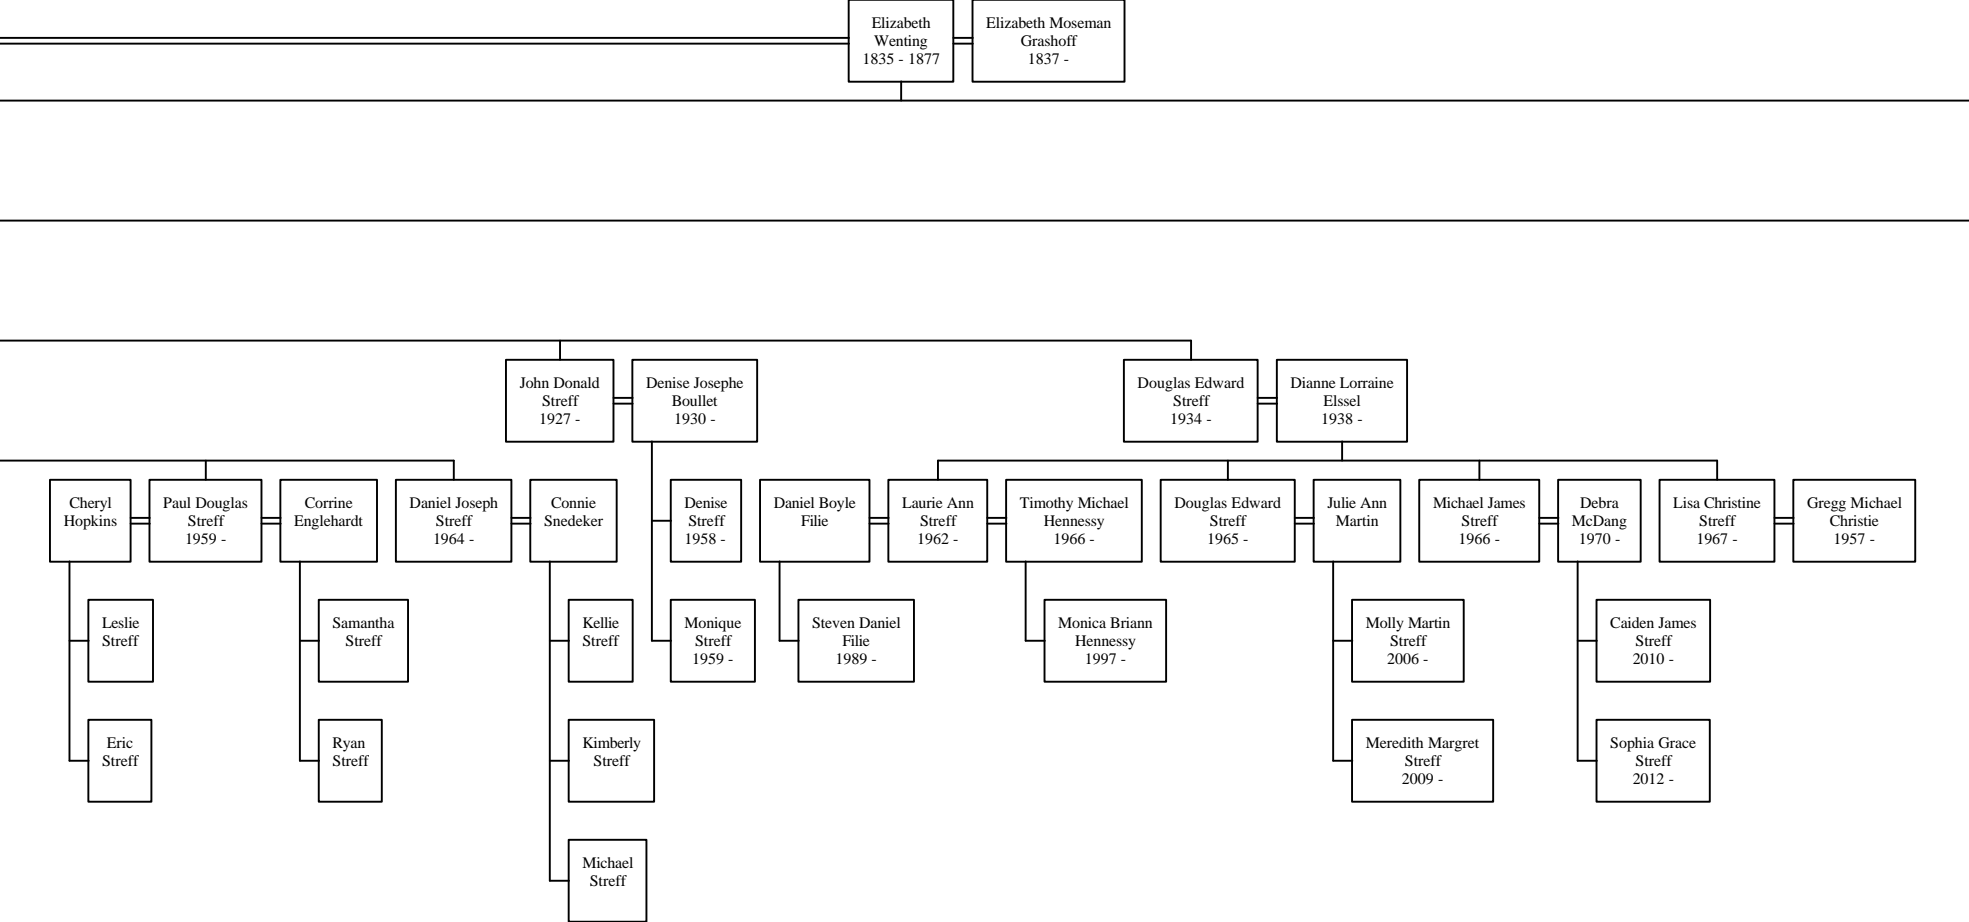 Elizabeth
Wenting
1835 - 1877
Elizabeth Moseman
Grashoff
1837 -
John Donald
Streff
1927 -
Denise Josephe
Boullet
1930 -
Douglas Edward
Streff
1934 -
Dianne Lorraine
Elssel
1938 -
Cheryl
Hopkins
Paul Douglas
Streff
1959 -
Corrine
Englehardt
Daniel Joseph
Streff
1964 -
Connie
Snedeker
Denise
Streff
1958 -
Daniel Boyle
Filie
Laurie Ann
Streff
1962 -
Timothy Michael
Hennessy
1966 -
Douglas Edward
Streff
1965 -
Julie Ann
Martin
Michael James
Streff
1966 -
Debra
McDang
1970 -
Lisa Christine
Streff
1967 -
Gregg Michael
Christie
1957 -
Leslie
Streff
Samantha
Streff
Kellie
Streff
Monique
Streff
1959 -
Steven Daniel
Filie
1989 -
Monica Briann
Hennessy
1997 -
Molly Martin
Streff
2006 -
Caiden James
Streff
2010 -
Eric
Streff
Ryan
Streff
Kimberly
Streff
Meredith Margret
Streff
2009 -
Sophia Grace
Streff
2012 -
Michael
Streff